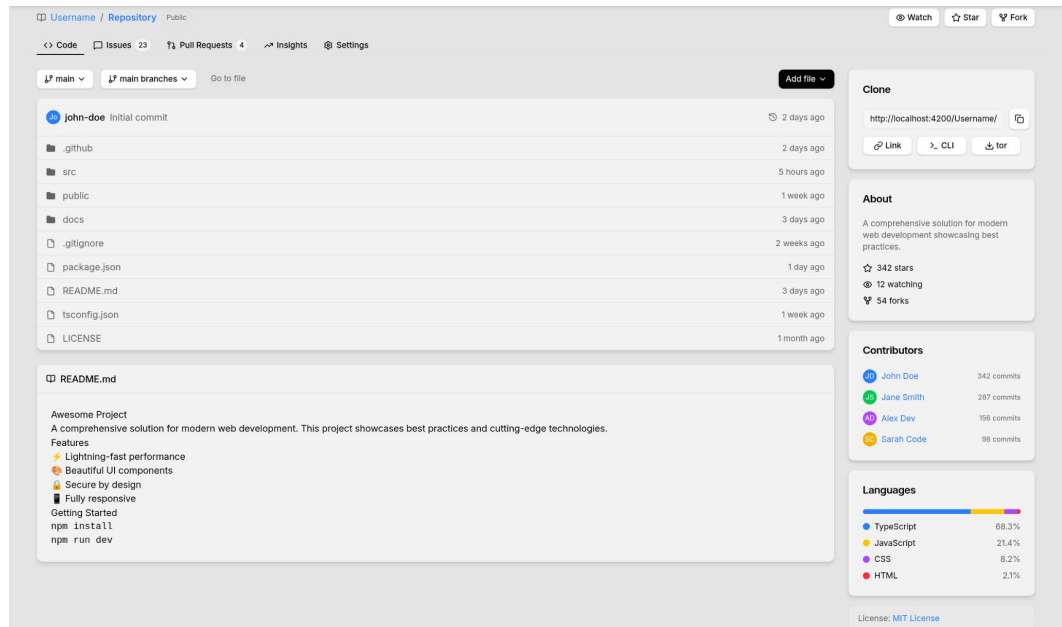 Username / Repository Public
Watch Star Fork
<> Code Issues 23 Pull Requests 4 Insights Settings
main main branches Go to file Add file
Jo john-doe Initial commit 2 days ago
.github 2 days ago
src 5 hours ago
public 1 week ago
docs 3 days ago
.gitignore 2 weeks ago
package.json 1 day ago
README.md 3 days ago
tsconfig.json 1 week ago
LICENSE 1 month ago
README.md
Awesome Project
A comprehensive solution for modern web development. This project showcases best practices and cutting-edge technologies.
Features
⚡ Lightning-fast performance
🎨 Beautiful UI components
🔒 Secure by design
📱 Fully responsive
Getting Started
npm install
npm run dev
Clone
http://localhost:4200/Username/
Link >_ CLI tor
About
A comprehensive solution for modern
web development showcasing best
practices.
342 stars
12 watching
54 forks
Contributors
JD John Doe 342 commits
JS Jane Smith 287 commits
AD Alex Dev 156 commits
SC Sarah Code 98 commits
Languages
TypeScript 68.3%
JavaScript 21.4%
CSS 8.2%
HTML 2.1%
License: MIT License